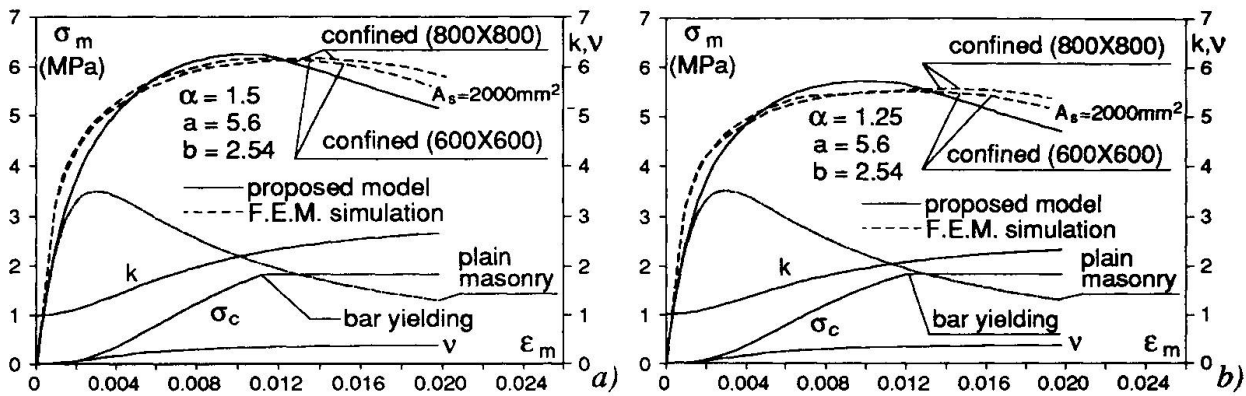 7
6
5
4
3
2
1
0
σm
(MPa)
confined (800X800)
k,ν
7
6
5
4
3
2
1
0
As=2000mm²
α = 1.5
a = 5.6
b = 2.54
confined (600X600)
proposed model
F.E.M. simulation
k
plain
masonry
σc
bar yielding
ν
εm
0 0.004 0.008 0.012 0.016 0.020 0.024
a)
7
6
5
4
3
2
1
0
σm
(MPa)
confined (800X800)
k,ν
7
6
5
4
3
2
1
0
As=2000mm²
α = 1.25
a = 5.6
b = 2.54
confined (600X600)
proposed model
F.E.M. simulation
k
plain
masonry
σc
bar yielding
ν
εm
0 0.004 0.008 0.012 0.016 0.020 0.024
b)